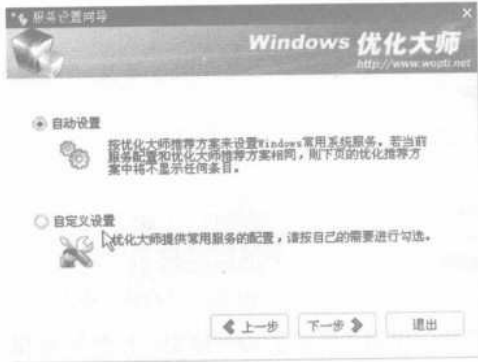 服务设置向导
Windows 优化大师
http://www.wopti.net
自动设置
按优化大师推荐方案来设置Windows常用系统服务。若当前
服务配置和优化大师推荐方案相同，则下页的优化推荐方
案中将不显示任何条目。
自定义设置
优化大师提供常用服务的配置，请按自己的需要进行勾选。
上一步
下一步
退出